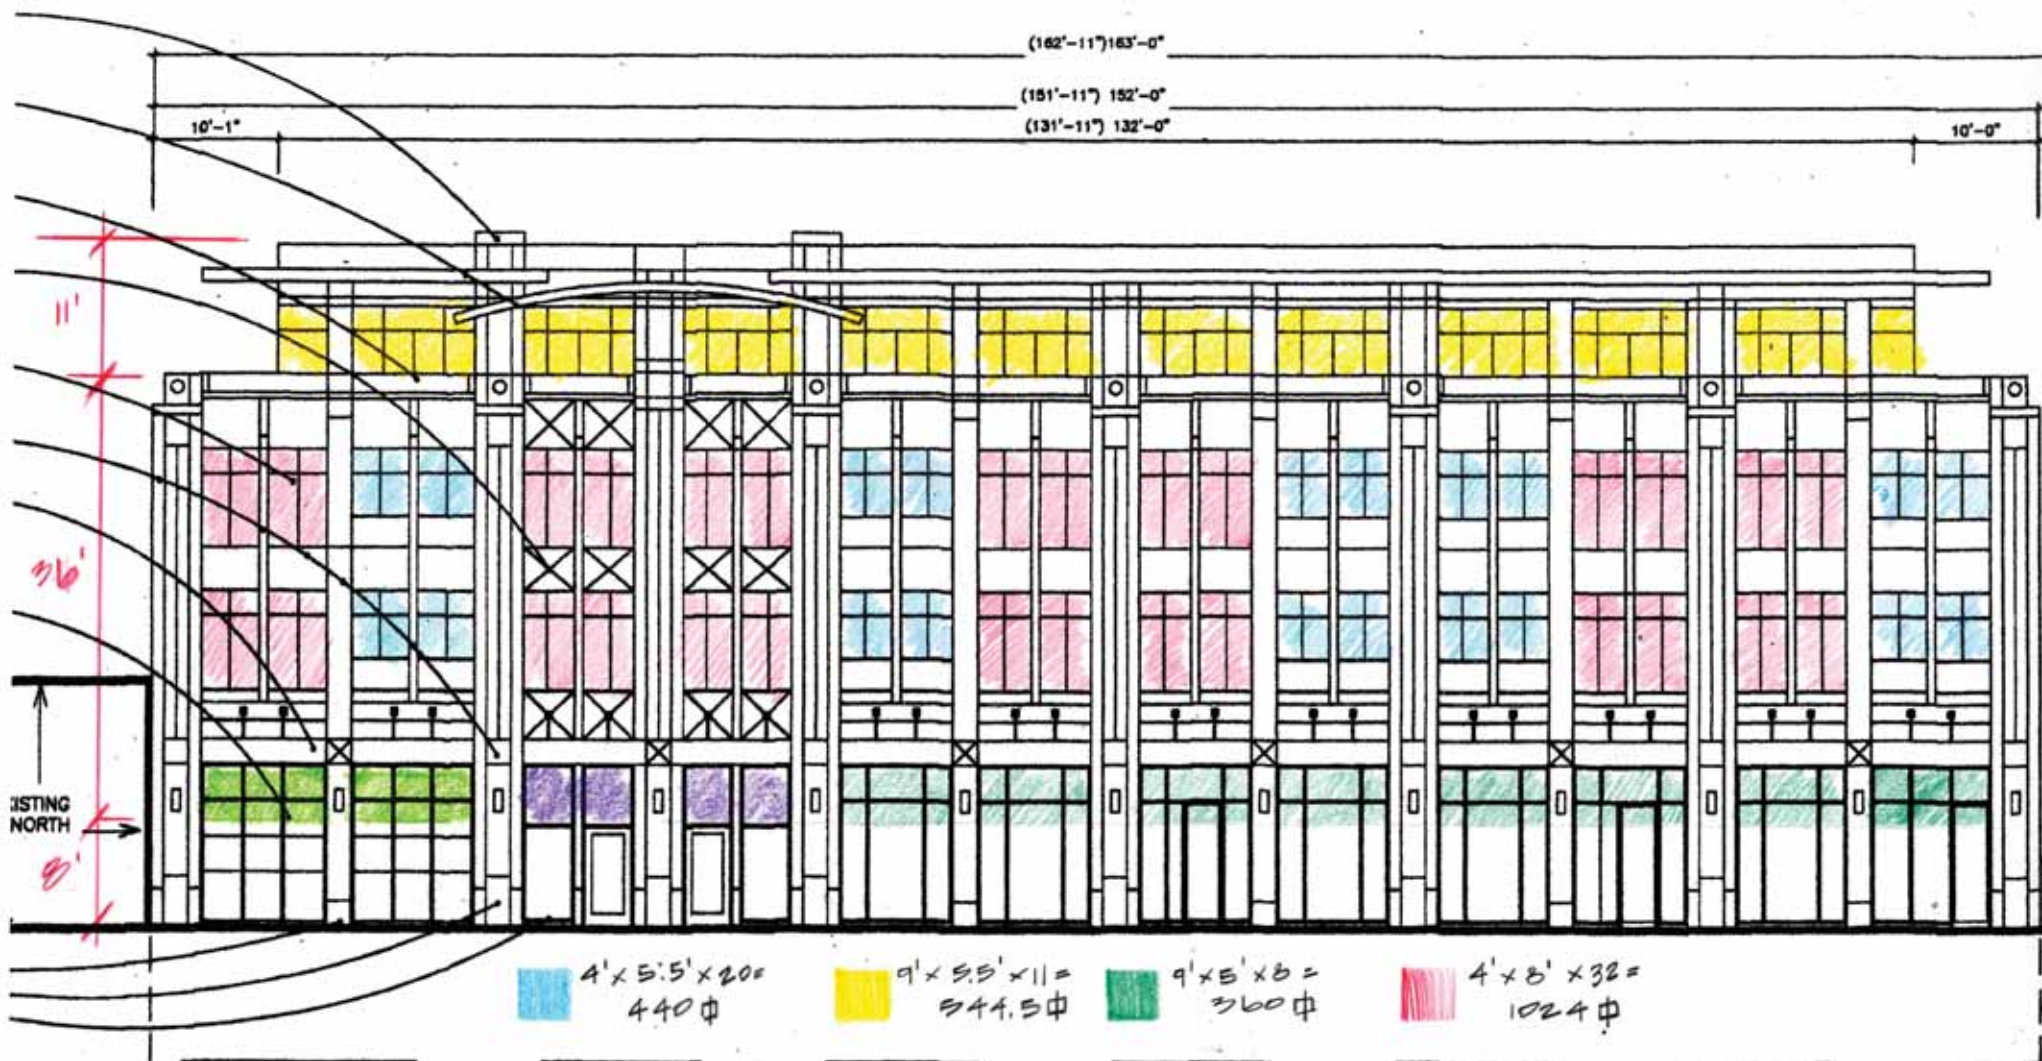 (162'-11")163'-0"
(151'-11") 152'-0"
10'-1"
(131'-11") 132'-0"
10'-0"
11'
36'
8'
XISTING
NORTH
4' x 5.5' x 20=
440 ⏀
9' x 5.5' x 11=
544.5 ⏀
9' x 5' x 8 =
360 ⏀
4' x 8' x 32=
1024 ⏀